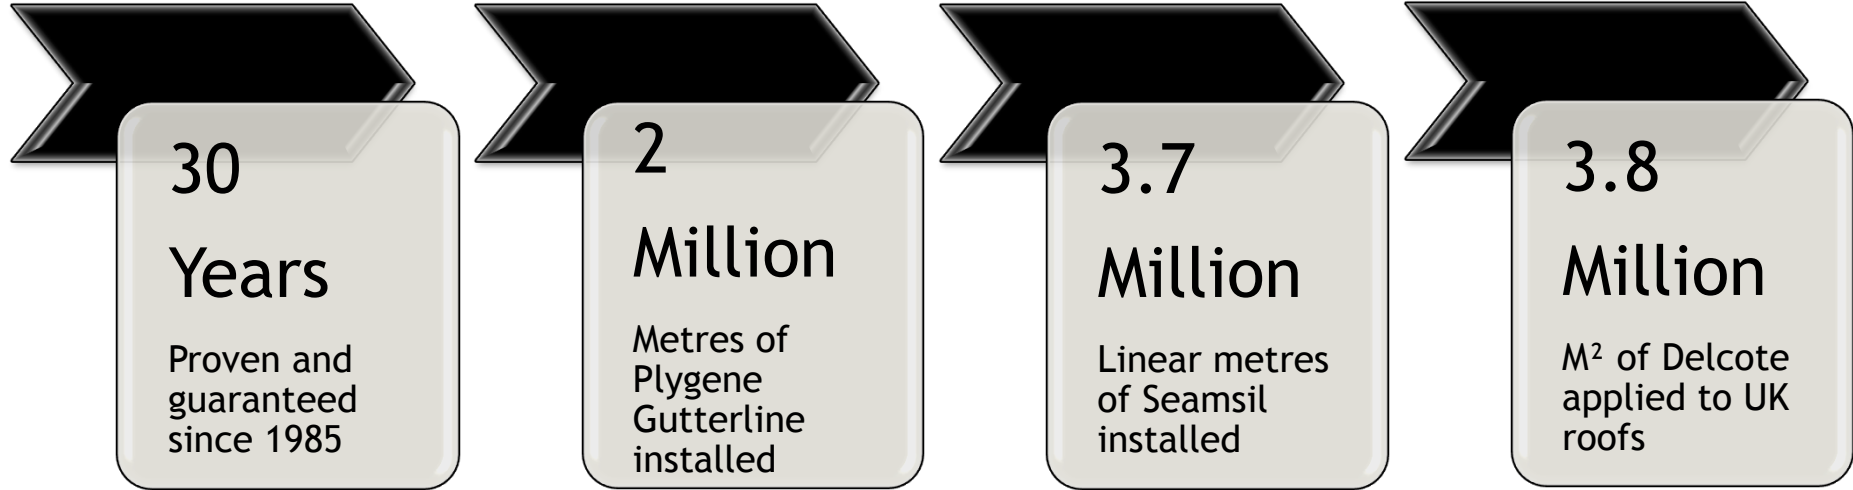 30
Years
Proven and
guaranteed
since 1985
2
Million
Metres of
Plygene
Gutterline
installed
3.7
Million
Linear metres
of Seamsil
installed
3.8
Million
M² of Delcote
applied to UK
roofs